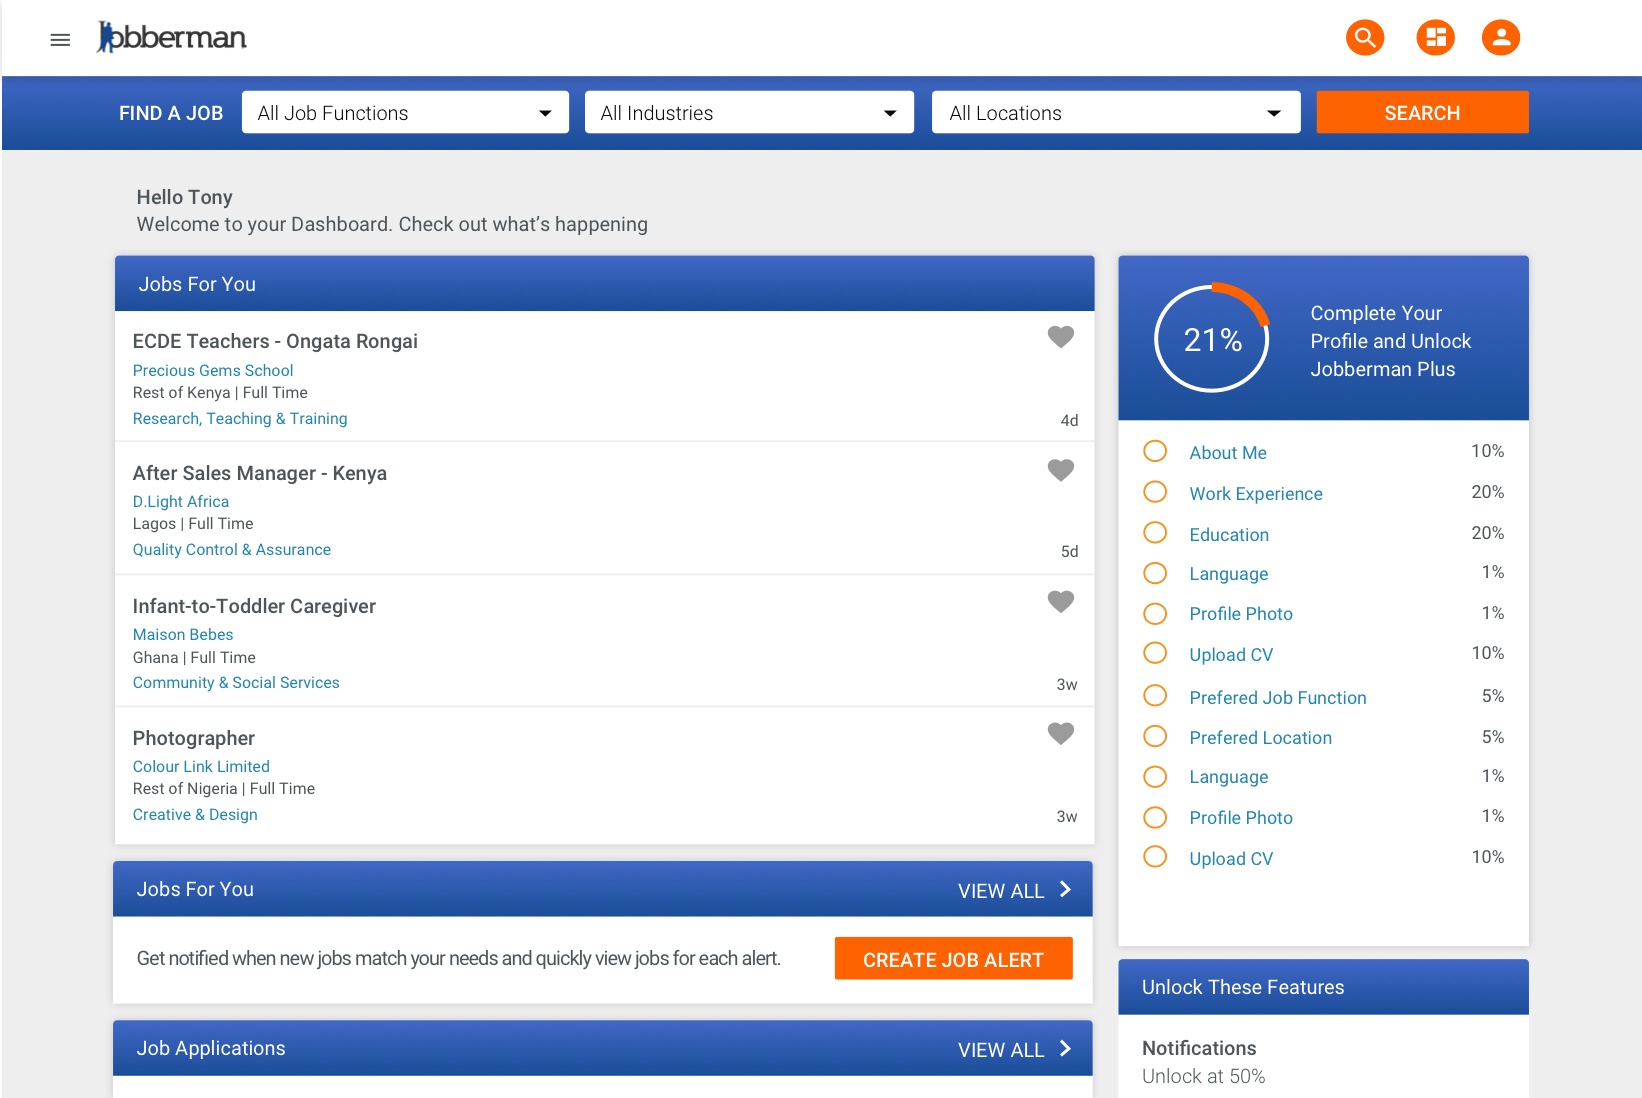 Jobberman
FIND A JOB
All Job Functions
All Industries
All Locations
SEARCH
Hello Tony
Welcome to your Dashboard. Check out what’s happening
Jobs For You
ECDE Teachers - Ongata Rongai
Precious Gems School
Rest of Kenya | Full Time
Research, Teaching & Training
4d
After Sales Manager - Kenya
D.Light Africa
Lagos | Full Time
Quality Control & Assurance
5d
Infant-to-Toddler Caregiver
Maison Bebes
Ghana | Full Time
Community & Social Services
3w
Photographer
Colour Link Limited
Rest of Nigeria | Full Time
Creative & Design
3w
Jobs For You
VIEW ALL
Get notified when new jobs match your needs and quickly view jobs for each alert.
CREATE JOB ALERT
Job Applications
VIEW ALL
21%
Complete Your
Profile and Unlock
Jobberman Plus
About Me 10%
Work Experience 20%
Education 20%
Language 1%
Profile Photo 1%
Upload CV 10%
Prefered Job Function 5%
Prefered Location 5%
Language 1%
Profile Photo 1%
Upload CV 10%
Unlock These Features
Notifications
Unlock at 50%